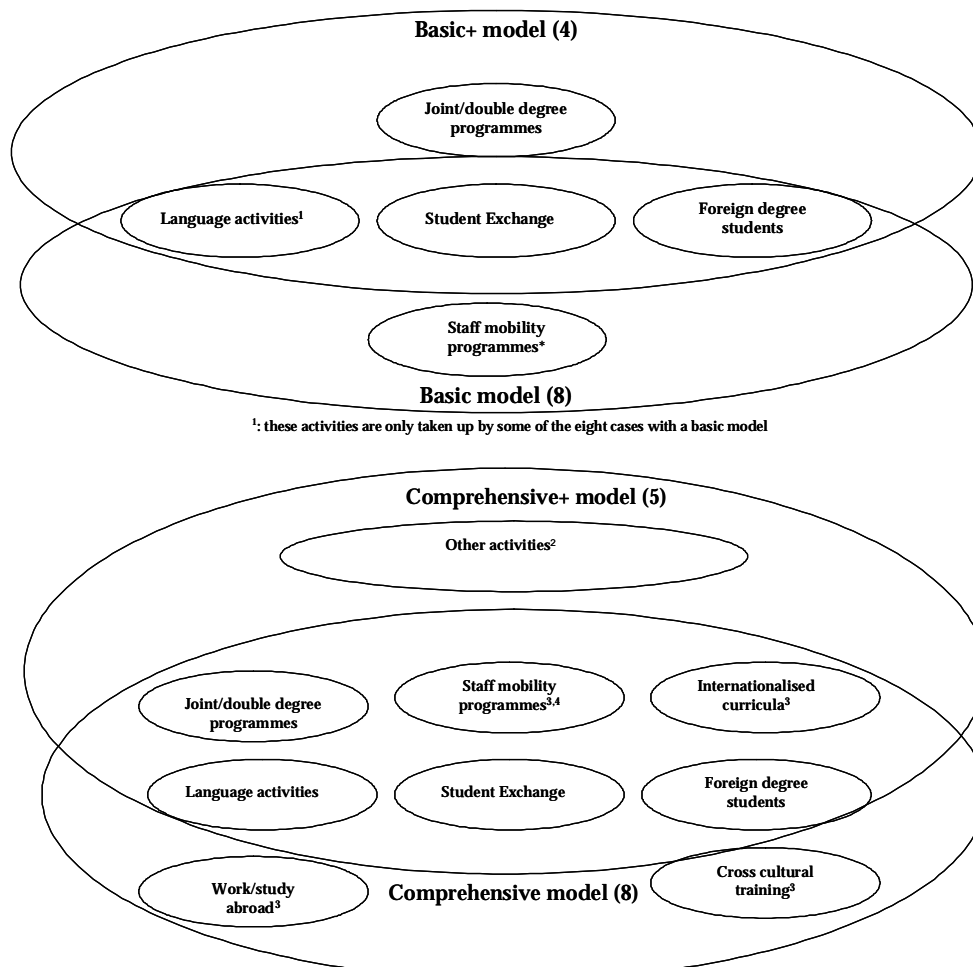 Basic+ model (4)
Joint/double degree
programmes
Language activities¹
Student Exchange
Foreign degree
students
Staff mobility
programmes*
Basic model (8)
¹: these activities are only taken up by some of the eight cases with a basic model
Comprehensive+ model (5)
Other activities²
Joint/double degree
programmes
Staff mobility
programmes³,⁴
Internationalised
curricula³
Language activities
Student Exchange
Foreign degree
students
Work/study
abroad³
Comprehensive model (8)
Cross cultural
training³